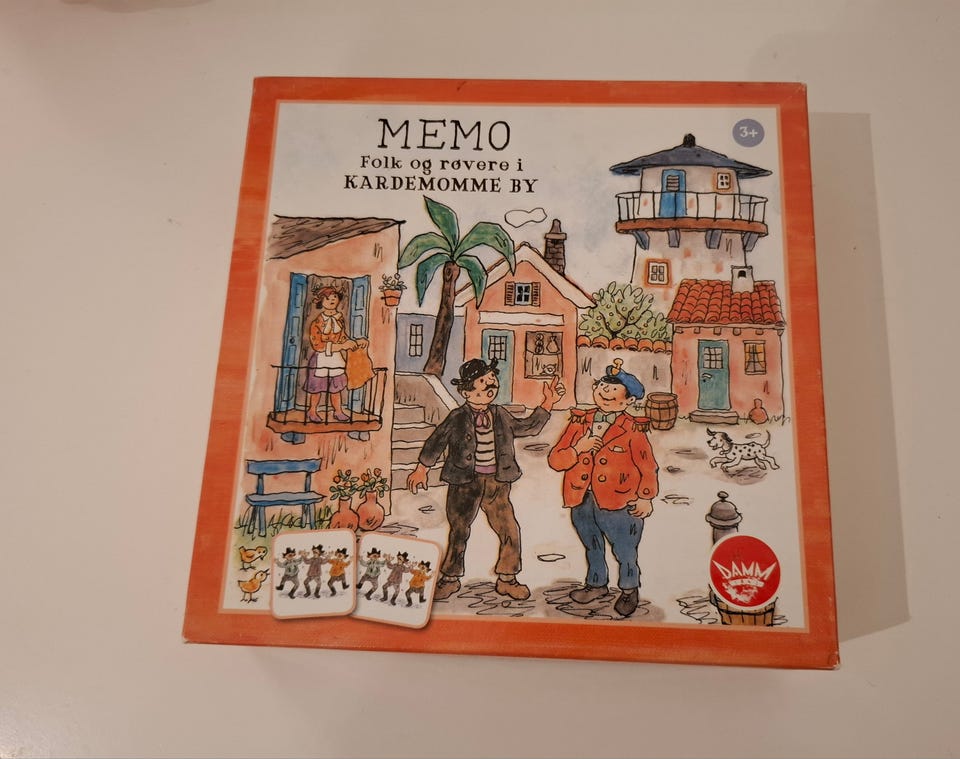 MEMO
Folk og røvere i
KARDEMOMME BY
3+
DAMM